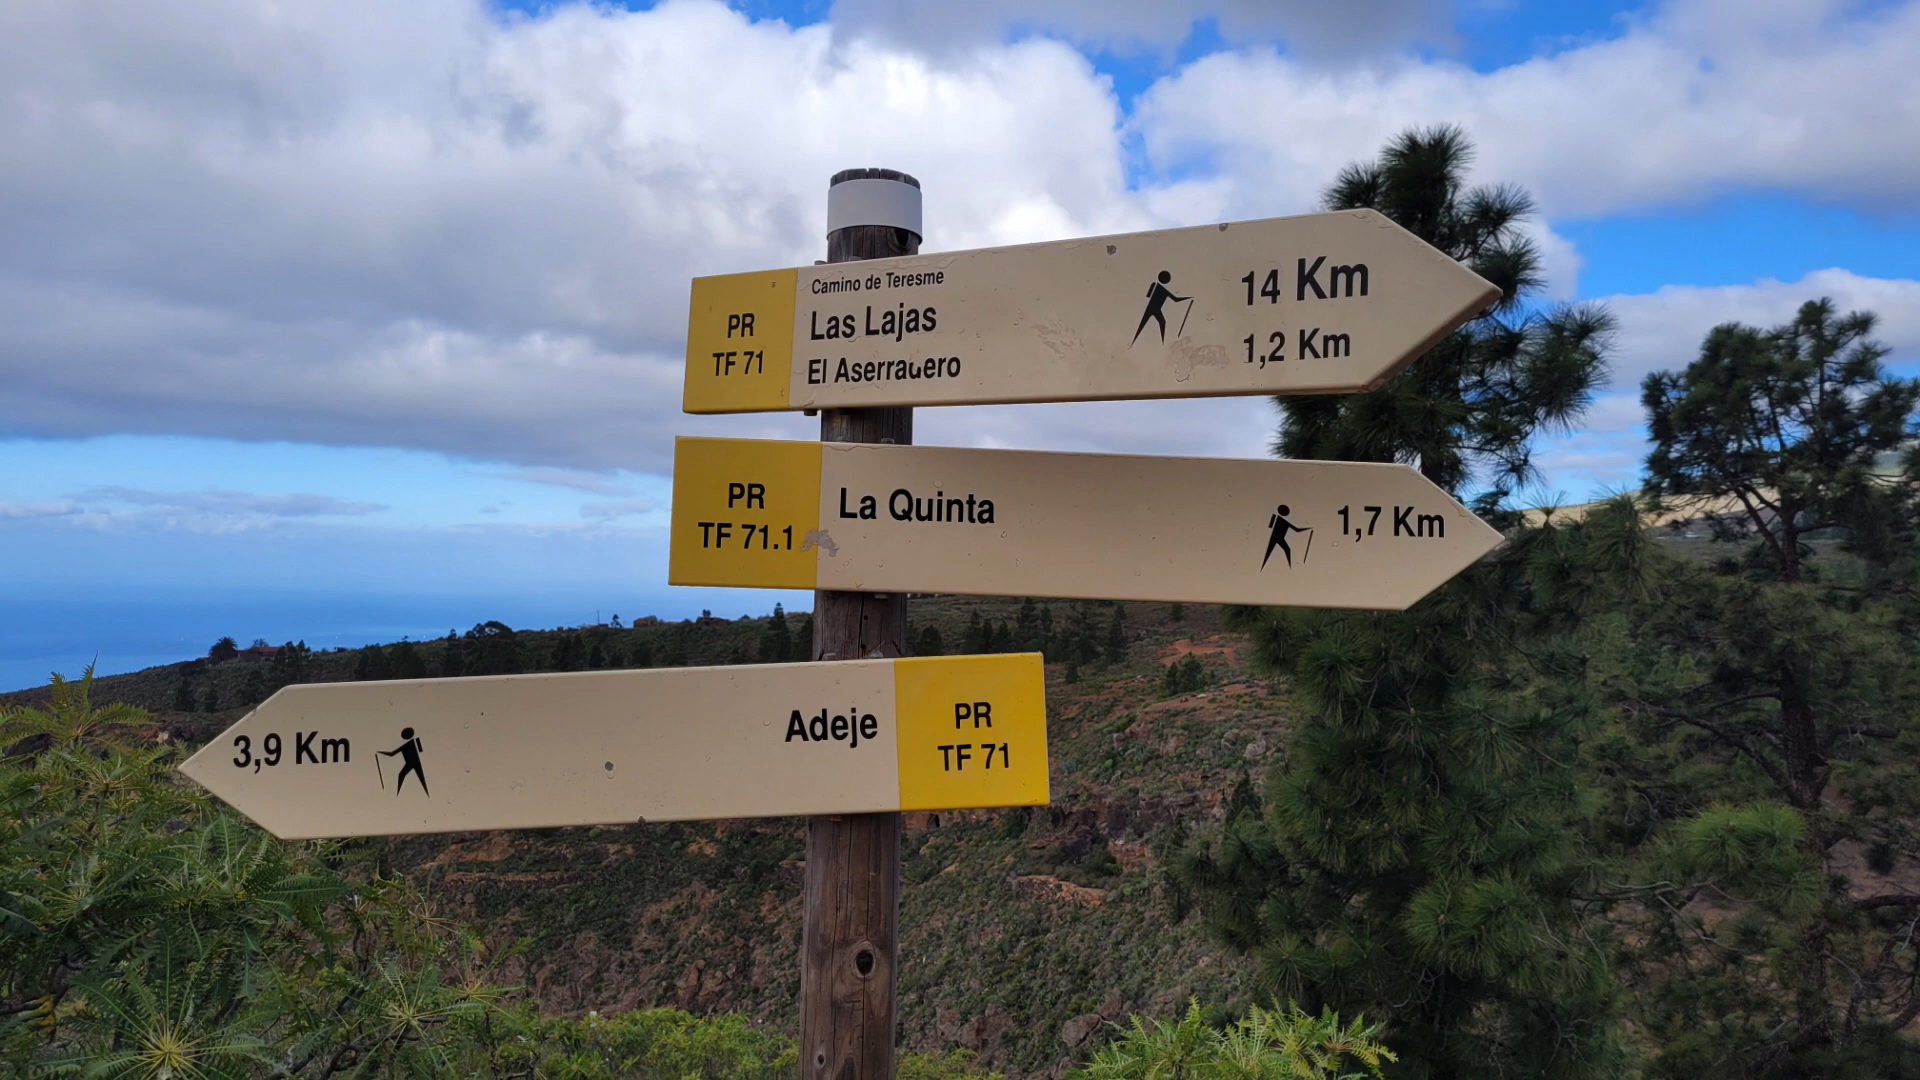 PR
TF 71
Camino de Teresme
Las Lajas
El Aserradero
14 Km
1,2 Km
PR
TF 71.1
La Quinta
1,7 Km
3,9 Km
Adeje
PR
TF 71